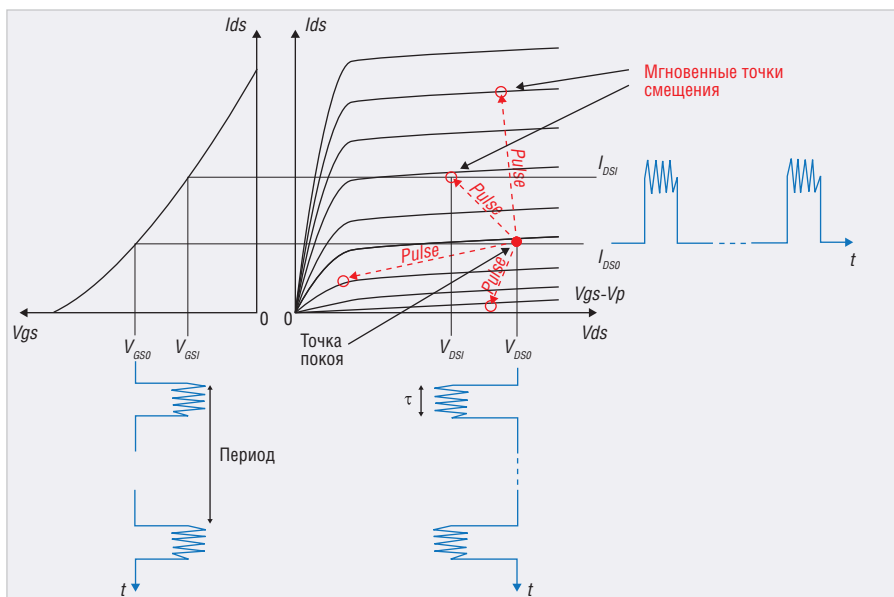 Ids
Ids
Мгновенные точки
смещения
Pulse
Pulse
Pulse
Pulse
I_DSI
I_DS0
t
Vgs-Vp
Vgs
0
0
Vds
V_GS0
V_GSI
Точка
покоя
V_DSI
V_DS0
τ
Период
t
t